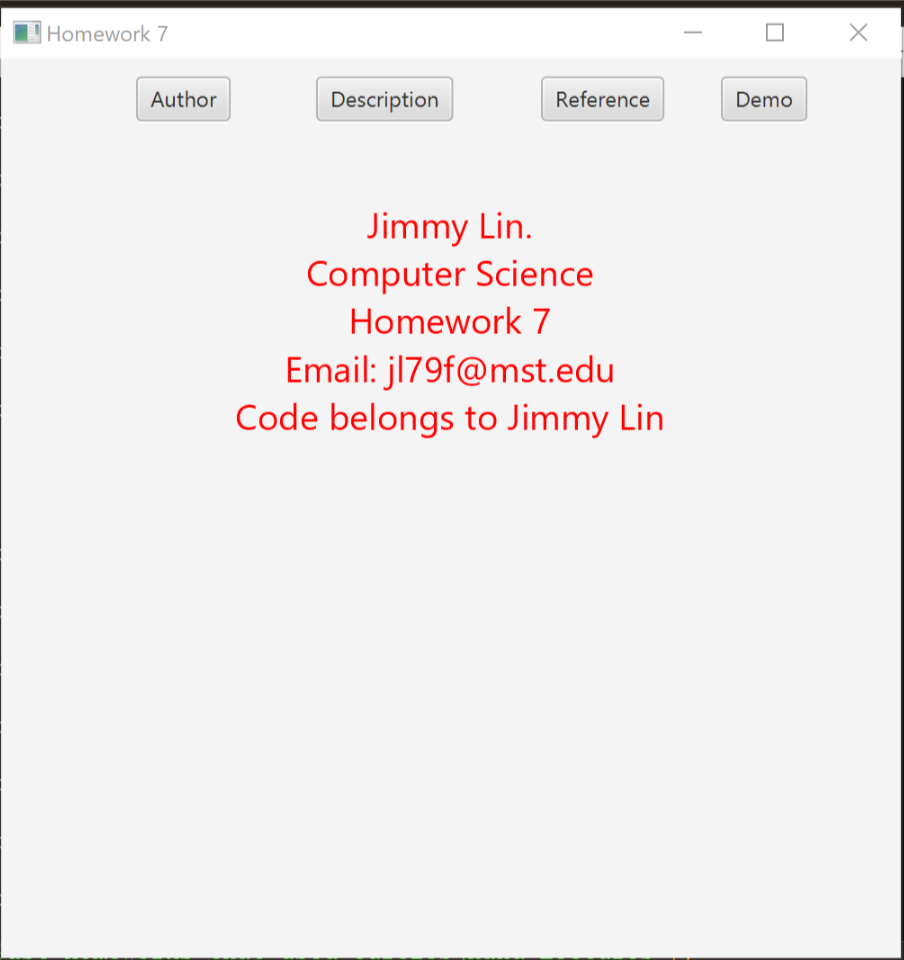 Homework 7
Author Description Reference Demo
Jimmy Lin.
Computer Science
Homework 7
Email: jl79f@mst.edu
Code belongs to Jimmy Lin